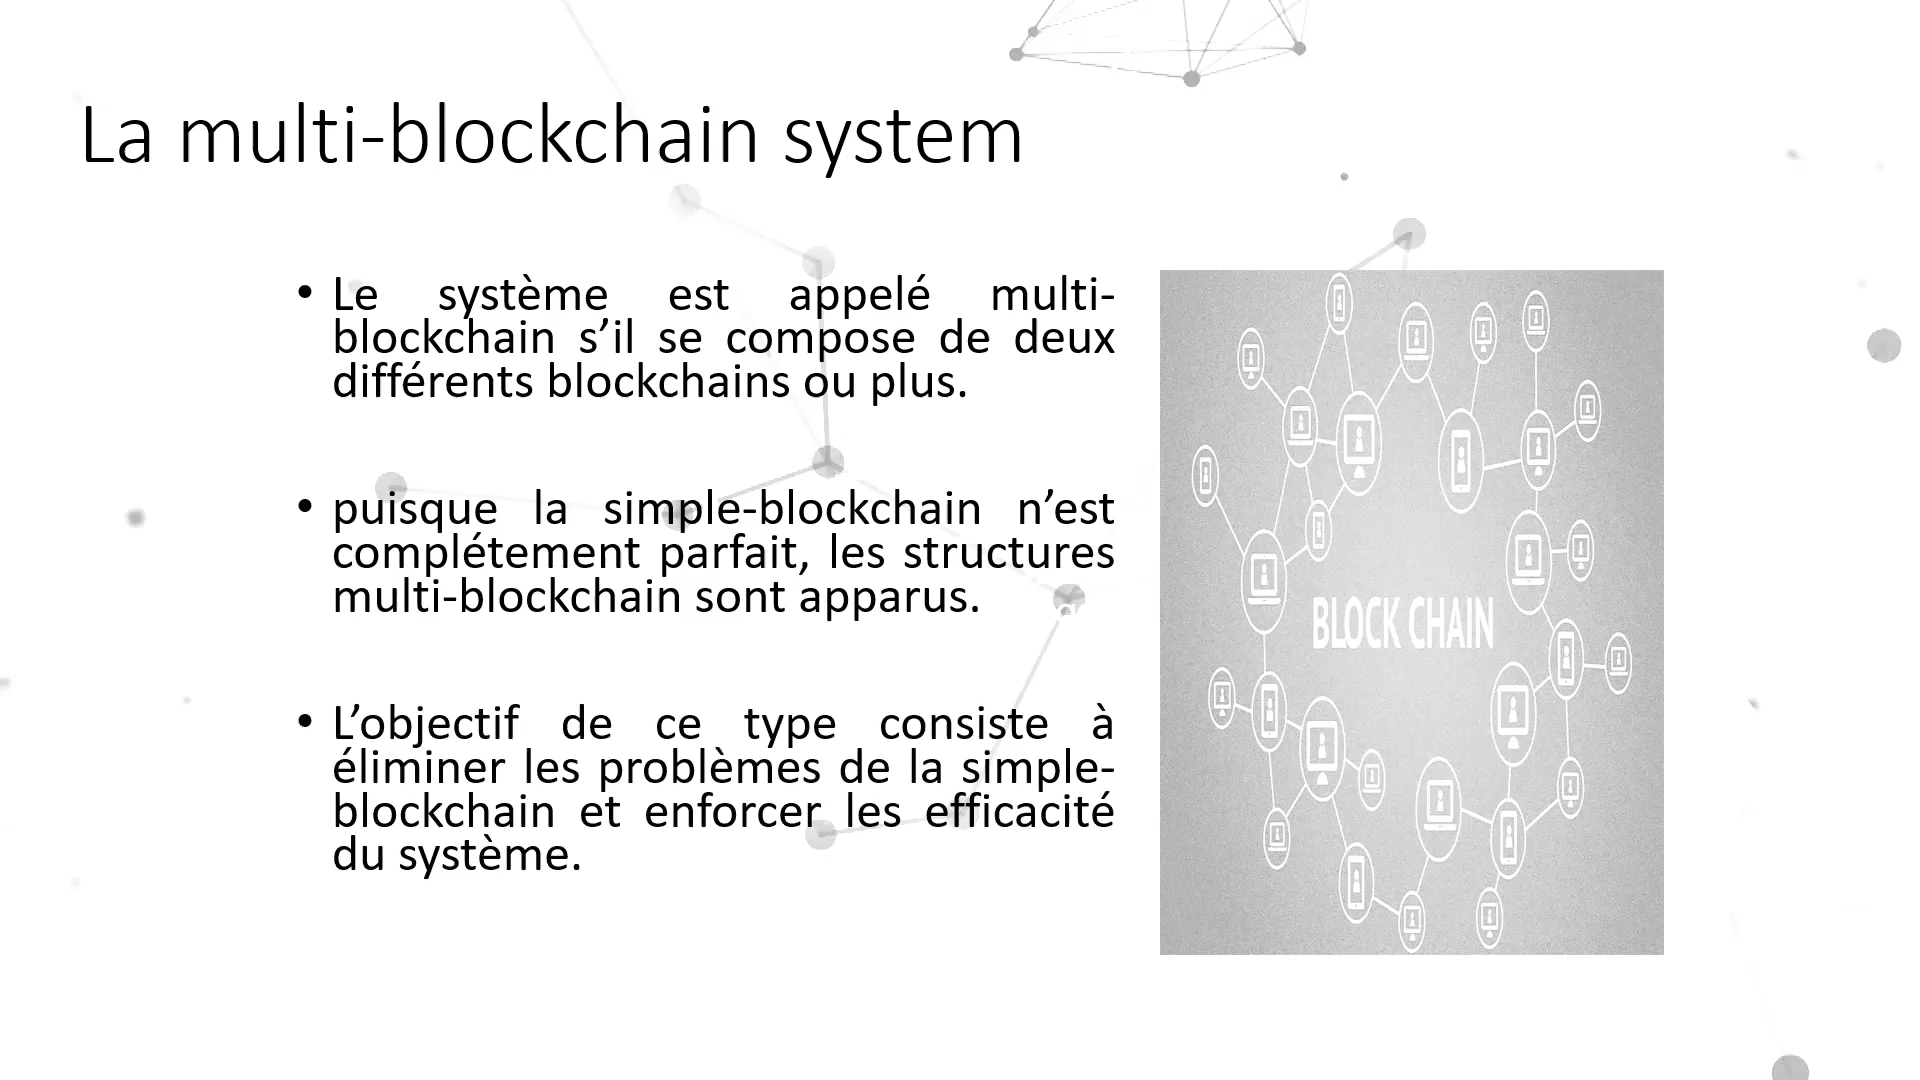 La multi-blockchain system
• Le système est appelé multi-
blockchain s’il se compose de deux
différents blockchains ou plus.
• puisque la simple-blockchain n’est
complétement parfait, les structures
multi-blockchain sont apparus.
• L’objectif de ce type consiste à
éliminer les problèmes de la simple-
blockchain et enforcer les efficacité
du système.
BLOCK CHAIN